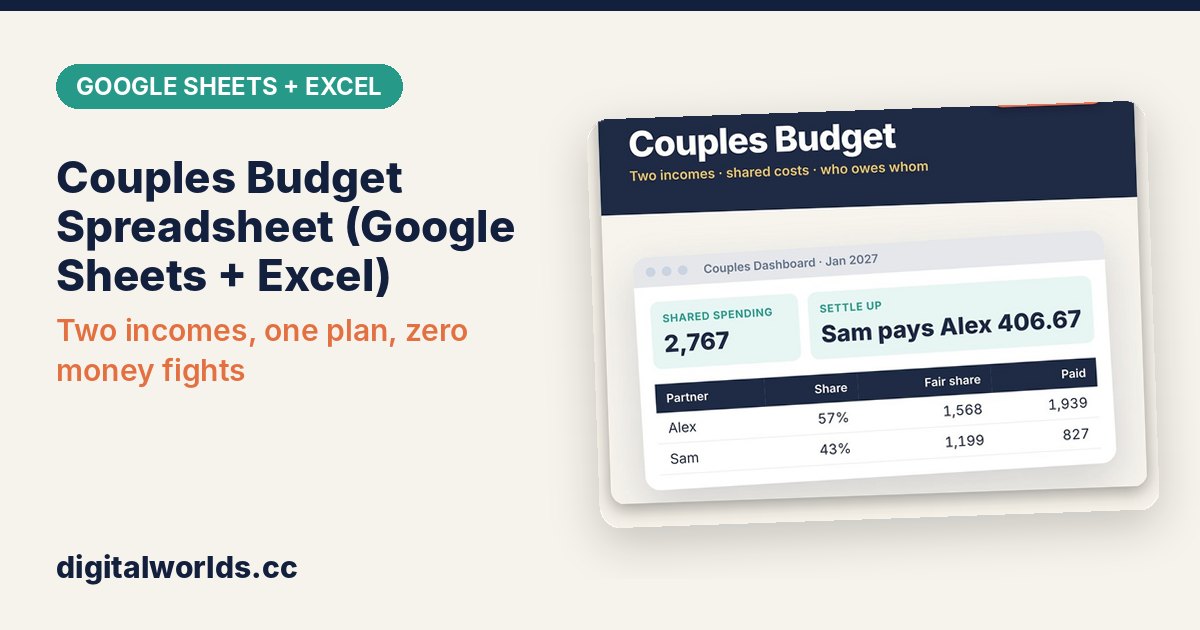 GOOGLE SHEETS + EXCEL
Couples Budget
Spreadsheet (Google
Sheets + Excel)
Two incomes, one plan, zero
money fights
digitalworlds.cc
Couples Budget
Two incomes · shared costs · who owes whom
Couples Dashboard · Jan 2027
SHARED SPENDING
2,767
SETTLE UP
Sam pays Alex 406.67
Partner Share Fair share Paid
Alex 57% 1,568 1,939
Sam 43% 1,199 827